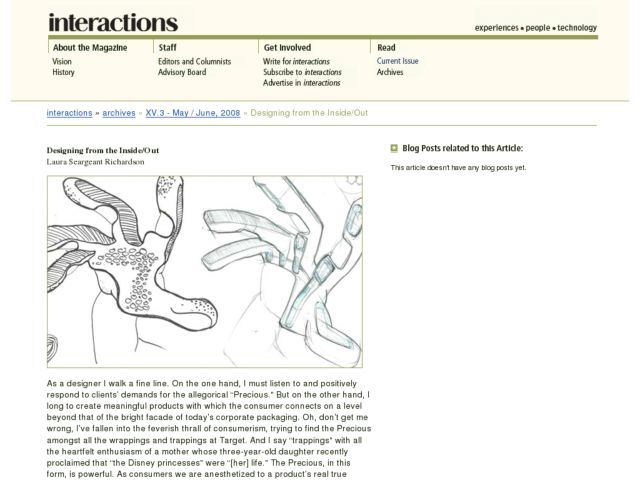 interactions
experiences • people • technology
About the Magazine
Vision
History
Staff
Editors and Columnists
Advisory Board
Get Involved
Write for interactions
Subscribe to interactions
Advertise in interactions
Read
Current Issue
Archives
interactions » archives » XV.3 - May / June, 2008 » Designing from the Inside/Out
Designing from the Inside/Out
Laura Seargeant Richardson
Blog Posts related to this Article:
This article doesn't have any blog posts yet.
As a designer I walk a fine line. On the one hand, I must listen to and positively
respond to clients' demands for the allegorical "Precious." But on the other hand, I
long to create meaningful products with which the consumer connects on a level
beyond that of the bright facade of today's corporate packaging. Oh, don't get me
wrong, I've fallen into the feverish thrall of consumerism, trying to find the Precious
amongst all the wrappings and trappings at Target. And I say "trappings" with all
the heartfelt enthusiasm of a mother whose three-year-old daughter recently
proclaimed that "the Disney princesses" were "[her] life." The Precious, in this
form, is powerful. As consumers we are anesthetized to a product's real true